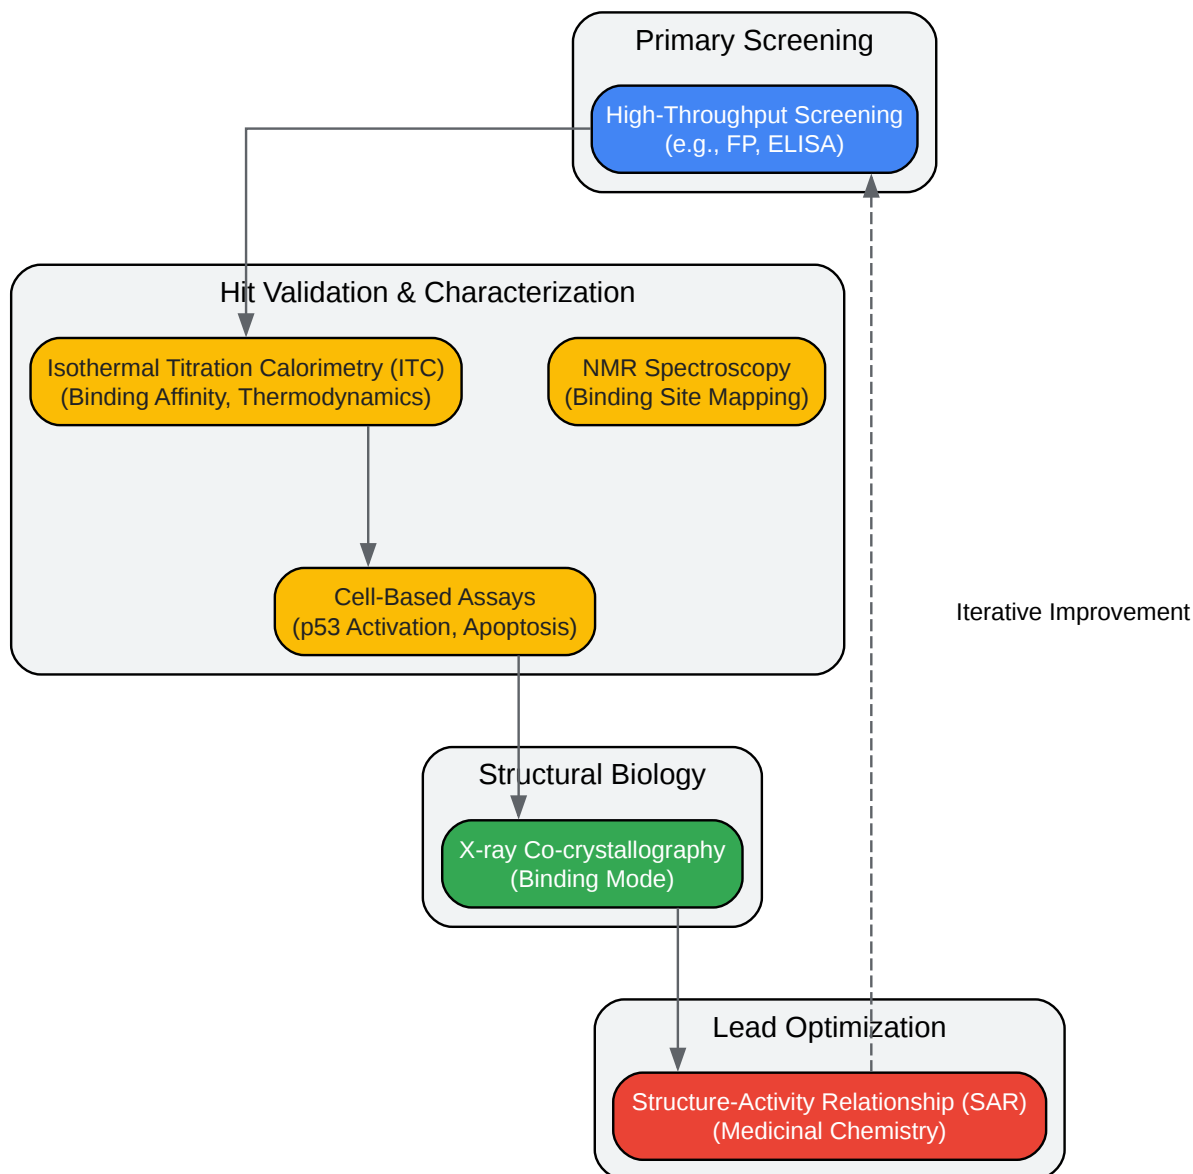 Primary Screening
High-Throughput Screening
(e.g., FP, ELISA)
Hit Validation & Characterization
Isothermal Titration Calorimetry (ITC)
(Binding Affinity, Thermodynamics)
NMR Spectroscopy
(Binding Site Mapping)
Cell-Based Assays
(p53 Activation, Apoptosis)
Iterative Improvement
Structural Biology
X-ray Co-crystallography
(Binding Mode)
Lead Optimization
Structure-Activity Relationship (SAR)
(Medicinal Chemistry)